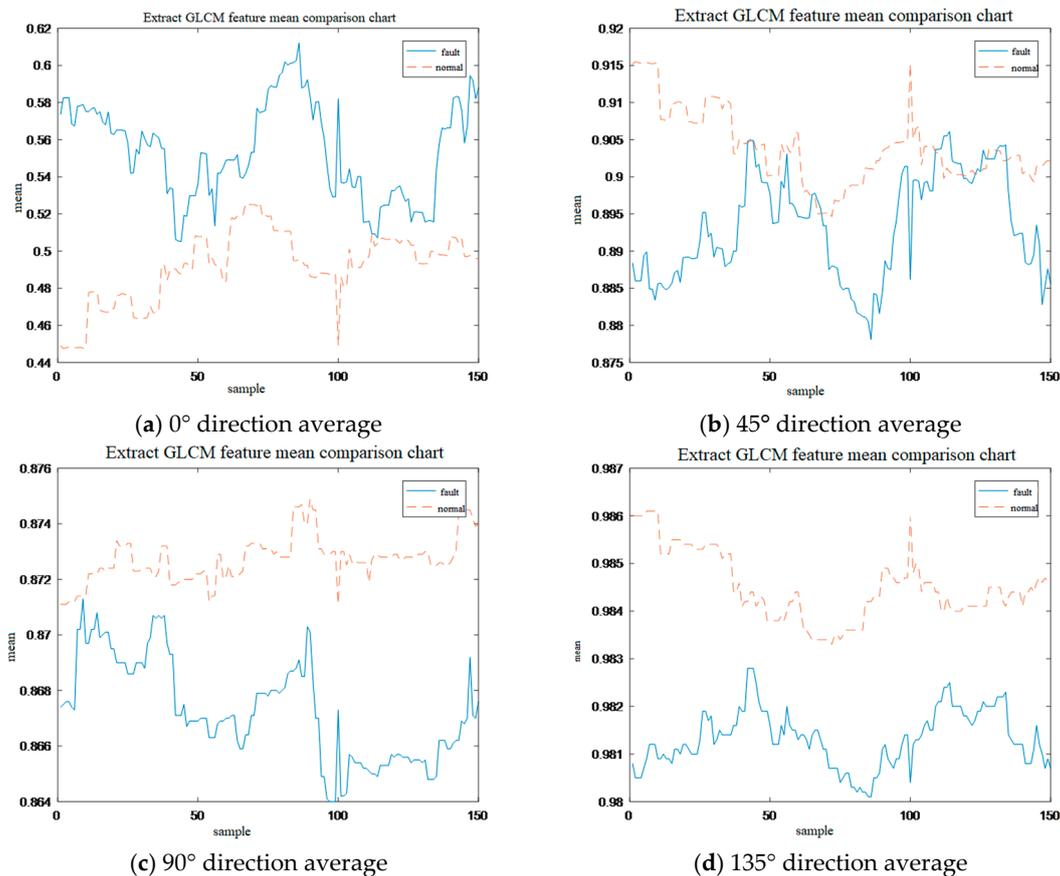 Extract GLCM feature mean comparison chart
0.62
0.6
0.58
0.56
0.54
0.52
0.5
0.48
0.46
0.44
mean
fault
normal
0
50
100
150
sample
(a) 0° direction average
Extract GLCM feature mean comparison chart
0.92
0.915
0.91
0.905
0.9
0.895
0.89
0.885
0.88
0.875
mean
fault
normal
0
50
100
150
sample
(b) 45° direction average
Extract GLCM feature mean comparison chart
0.876
0.874
0.872
0.87
0.868
0.866
0.864
mean
fault
normal
0
50
100
150
sample
(c) 90° direction average
Extract GLCM feature mean comparison chart
0.987
0.986
0.985
0.984
0.983
0.982
0.981
0.98
mean
fault
normal
0
50
100
150
sample
(d) 135° direction average